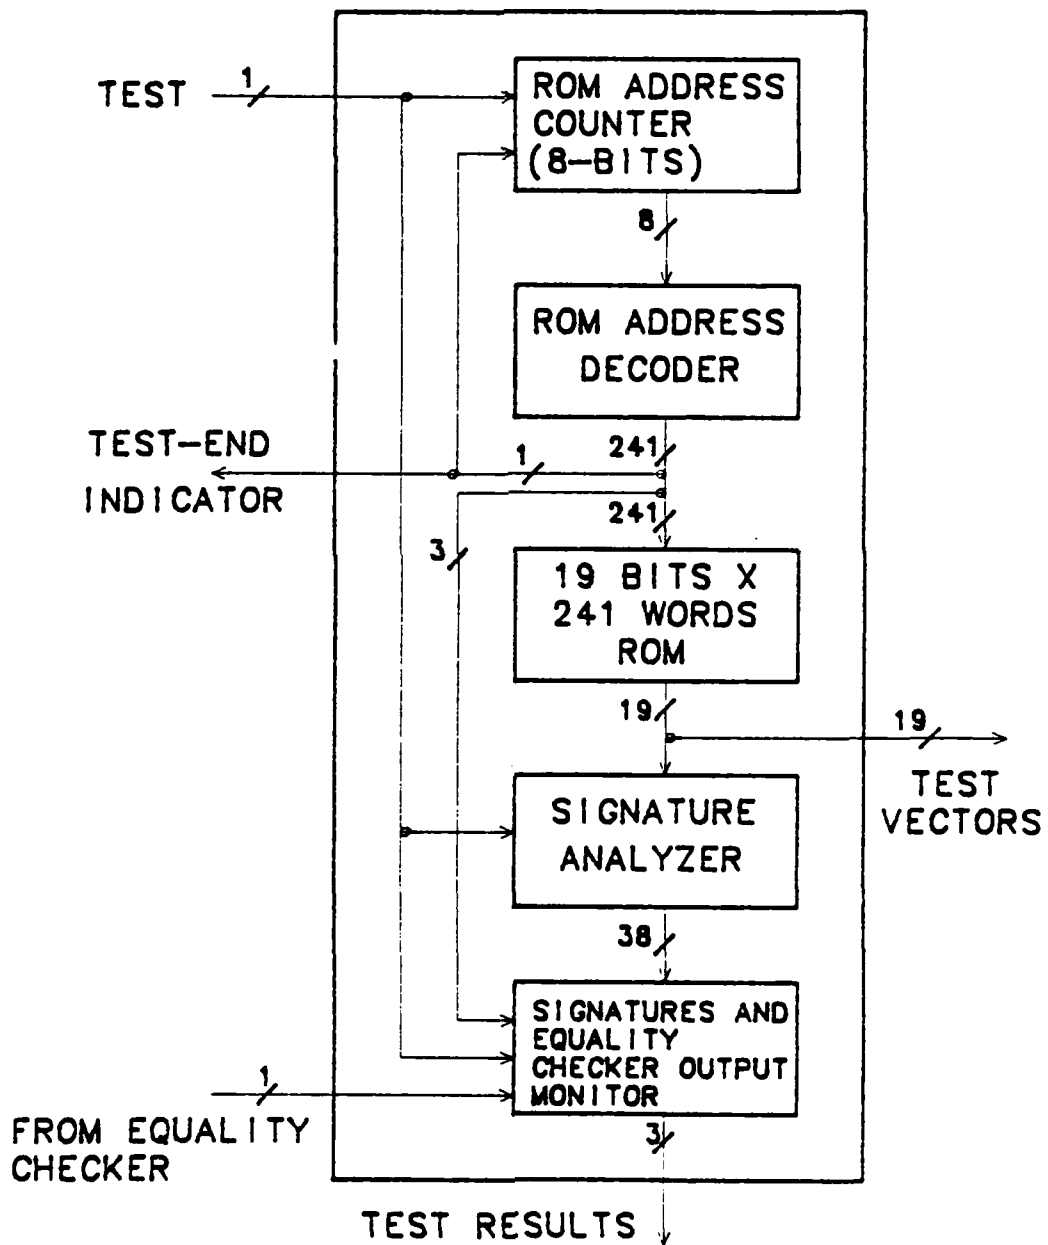 1
TEST
ROM ADDRESS
COUNTER
(8-BITS)
8
ROM ADDRESS
DECODER
TEST-END
INDICATOR
1
241
241
3
19 BITS X
241 WORDS
ROM
19
19
TEST
VECTORS
SIGNATURE
ANALYZER
38
SIGNATURES AND
EQUALITY
CHECKER OUTPUT
MONITOR
1
FROM EQUALITY
CHECKER
3
TEST RESULTS